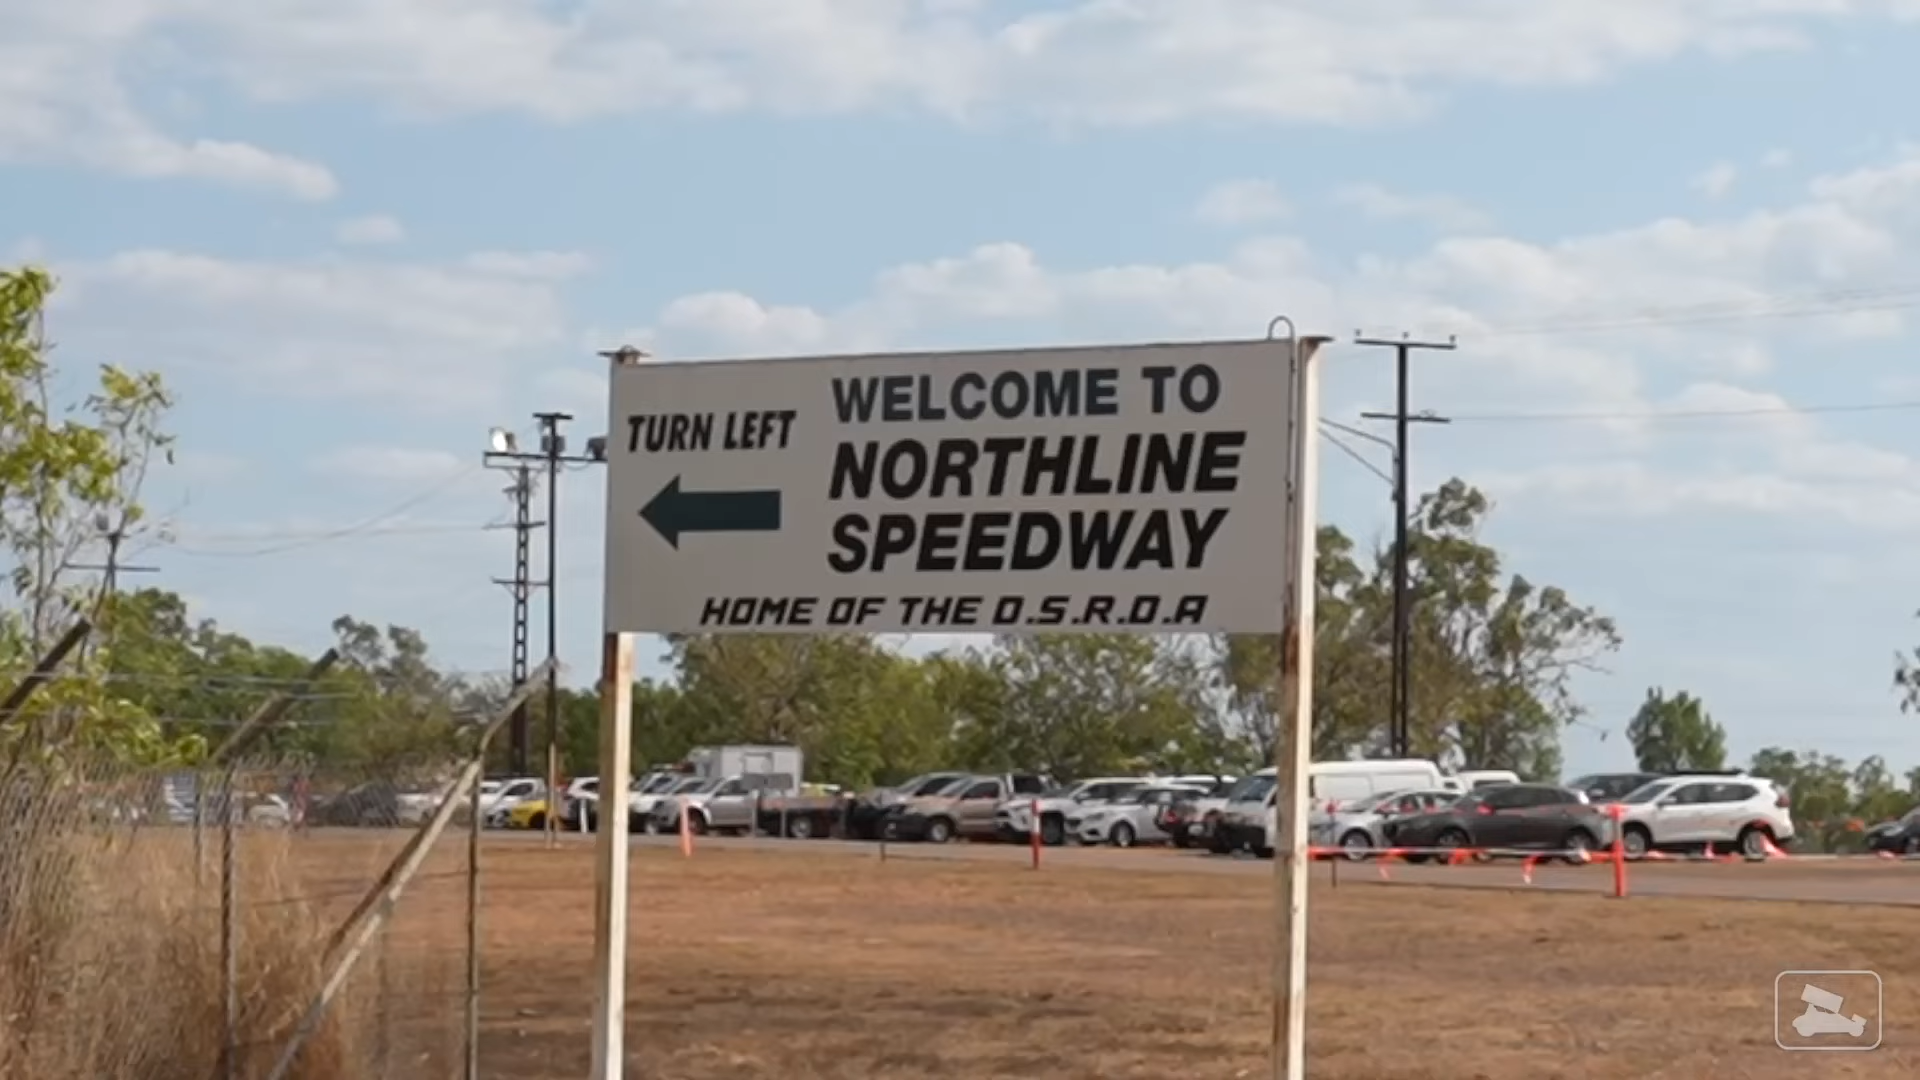 TURN LEFT
WELCOME TO
NORTHLINE
SPEEDWAY
HOME OF THE D.S.R.D.A